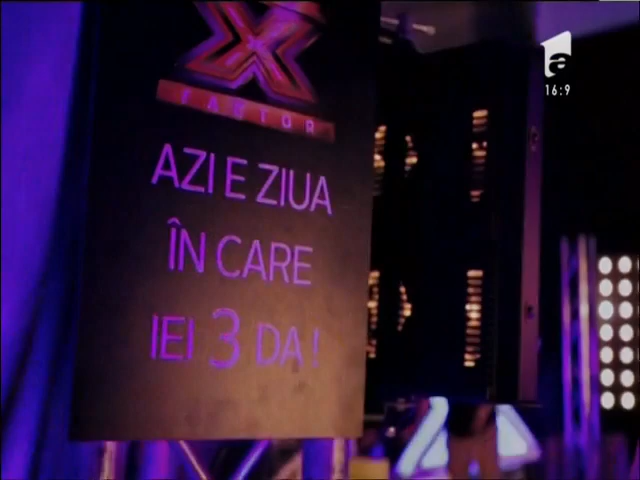 X
FACTOR
AZI E ZIUA
ÎN CARE
IEI 3 DA!
a
16:9